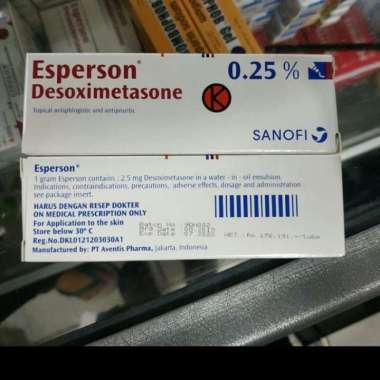 Esperson®
0.25 %
Desoximetasone
Topical antiphlogistic and antipruritic
K
SANOFI
Esperson®
1 gram Esperson contains : 2.5 mg Desoximetasone in a water - in - oil emulsion.
Indications, contraindications, precautions, adverse effects, dosage and administration
see package insert.
HARUS DENGAN RESEP DOKTER
ON MEDICAL PRESCRIPTION ONLY
For Application to the skin
Store below 30° C
Reg.No.DKL0121203030A1
Manufactured by: PT Aventis Pharma, Jakarta, Indonesia